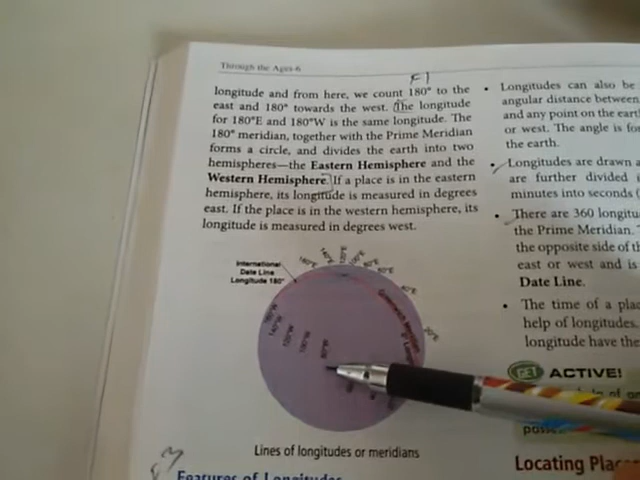 Through the Ages-6
longitude and from here, we count 180° to the
east and 180° towards the west. The longitude
for 180°E and 180°W is the same longitude. The
180° meridian, together with the Prime Meridian
forms a circle, and divides the earth into two
hemispheres—the Eastern Hemisphere and the
Western Hemisphere. If a place is in the eastern
hemisphere, its longitude is measured in degrees
east. If the place is in the western hemisphere, its
longitude is measured in degrees west.
International
Date Line
Longitude 180°
Lines of longitudes or meridians
Features of Longitudes
• Longitudes can also be
angular distance between
and any point on the eart
or west. The angle is fo
the earth.
• Longitudes are drawn a
are further divided i
minutes into seconds (
• There are 360 longitu
the Prime Meridian.
the opposite side of th
east or west and is
Date Line.
• The time of a plac
help of longitudes.
longitude have the
GET ACTIVE!
Locating Plac